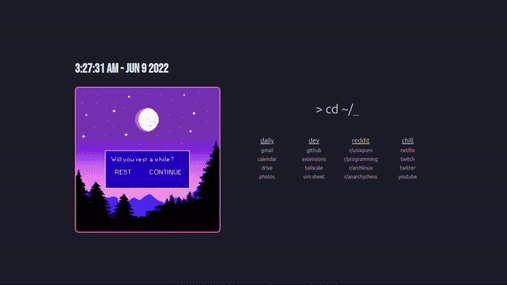 3:27:31 AM - JUN 9 2022
Will you rest a while?
REST CONTINUE
> cd ~/_
daily dev reddit chill
gmail github r/unixporn netflix
calendar extensions r/programming twitch
drive tailscale r/archlinux twitter
photos vim sheet r/anarchychess youtube